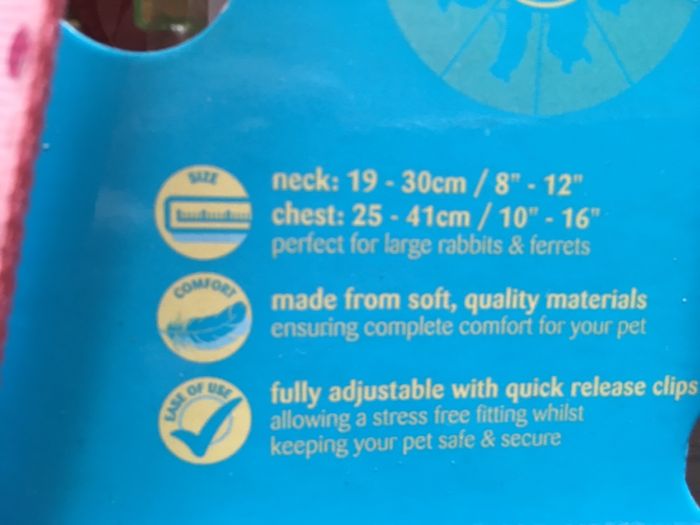 SIZE
neck: 19 - 30cm / 8" - 12"
chest: 25 - 41cm / 10" - 16"
perfect for large rabbits & ferrets
COMFORT
made from soft, quality materials
ensuring complete comfort for your pet
EASE OF USE
fully adjustable with quick release clips
allowing a stress free fitting whilst
keeping your pet safe & secure